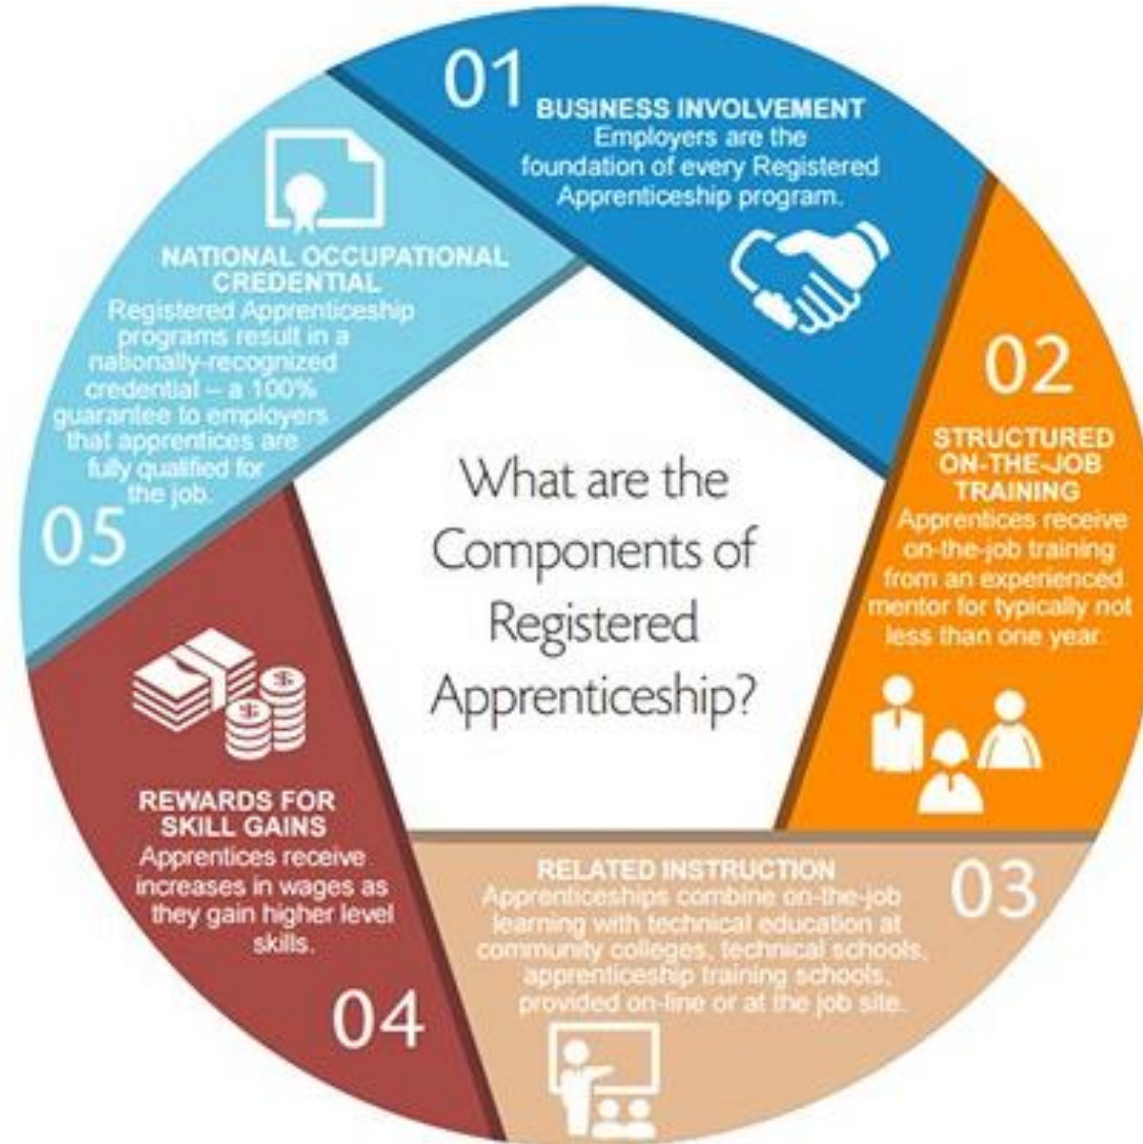 What are the
Components of
Registered
Apprenticeship?
01
BUSINESS INVOLVEMENT
Employers are the
foundation of every Registered
Apprenticeship program.
02
STRUCTURED
ON-THE-JOB
TRAINING
Apprentices receive
on-the-job training
from an experienced
mentor for typically not
less than one year.
03
RELATED INSTRUCTION
Apprenticeships combine on-the-job
learning with technical education at
community colleges, technical schools,
apprenticeship training schools,
provided on-line or at the job site.
04
REWARDS FOR
SKILL GAINS
Apprentices receive
increases in wages as
they gain higher level
skills.
$
$
05
NATIONAL OCCUPATIONAL
CREDENTIAL
Registered Apprenticeship
programs result in a
nationally-recognized
credential – a 100%
guarantee to employers
that apprentices are
fully qualified for
the job.